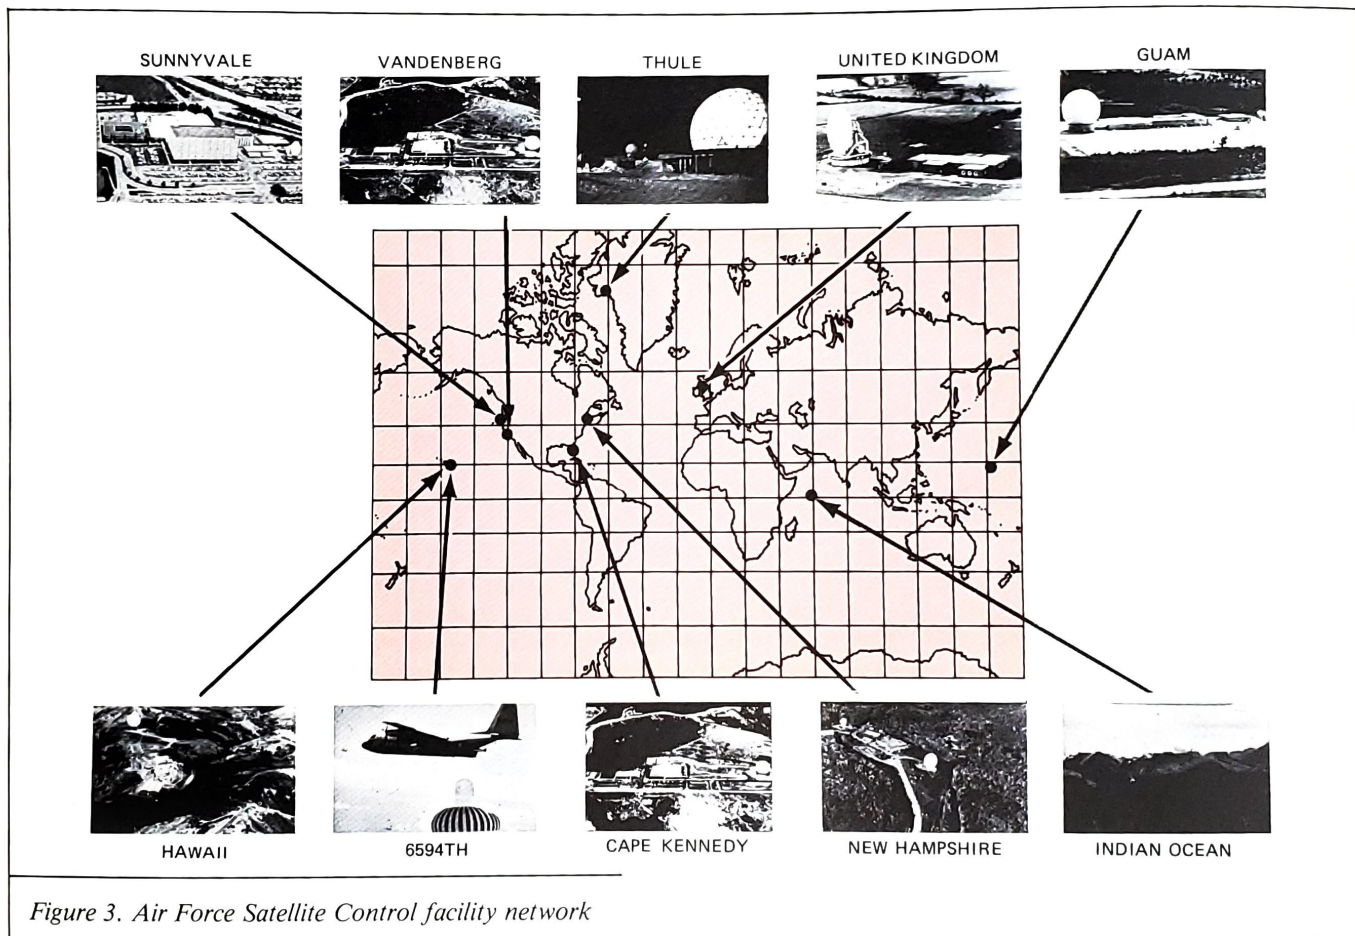 SUNNYVALE
VANDENBERG
THULE
UNITED KINGDOM
GUAM
HAWAII
6594TH
CAPE KENNEDY
NEW HAMPSHIRE
INDIAN OCEAN
Figure 3. Air Force Satellite Control facility network